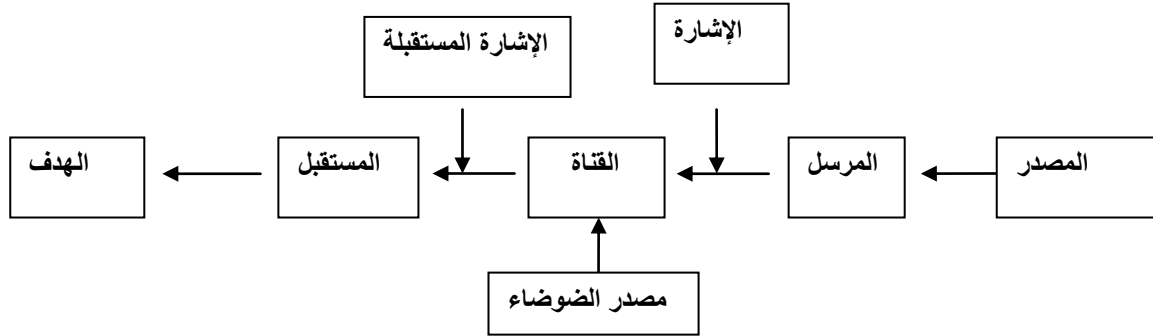 الإشارة
الإشارة المستقبلة
المصدر
المرسل
القناة
المستقبل
الهدف
مصدر الضوضاء